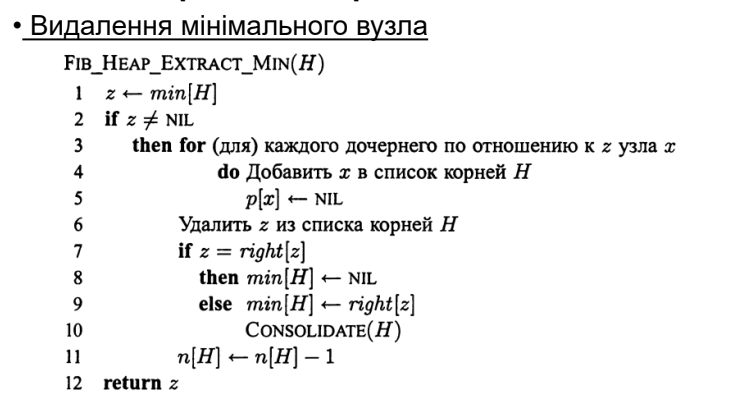 • Видалення мінімального вузла
FIB_HEAP_EXTRACT_MIN(H)
1 z ← min[H]
2 if z ≠ NIL
3 then for (для) каждого дочернего по отношению к z узла x
4 do Добавить x в список корней H
5 p[x] ← NIL
6 Удалить z из списка корней H
7 if z = right[z]
8 then min[H] ← NIL
9 else min[H] ← right[z]
10 CONSOLIDATE(H)
11 n[H] ← n[H] − 1
12 return z